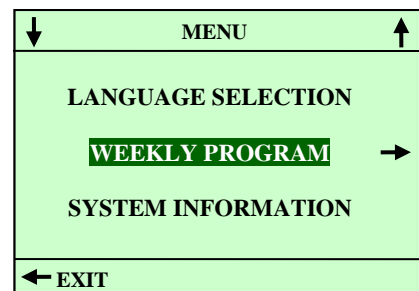 MENU
LANGUAGE SELECTION
WEEKLY PROGRAM
SYSTEM INFORMATION
EXIT